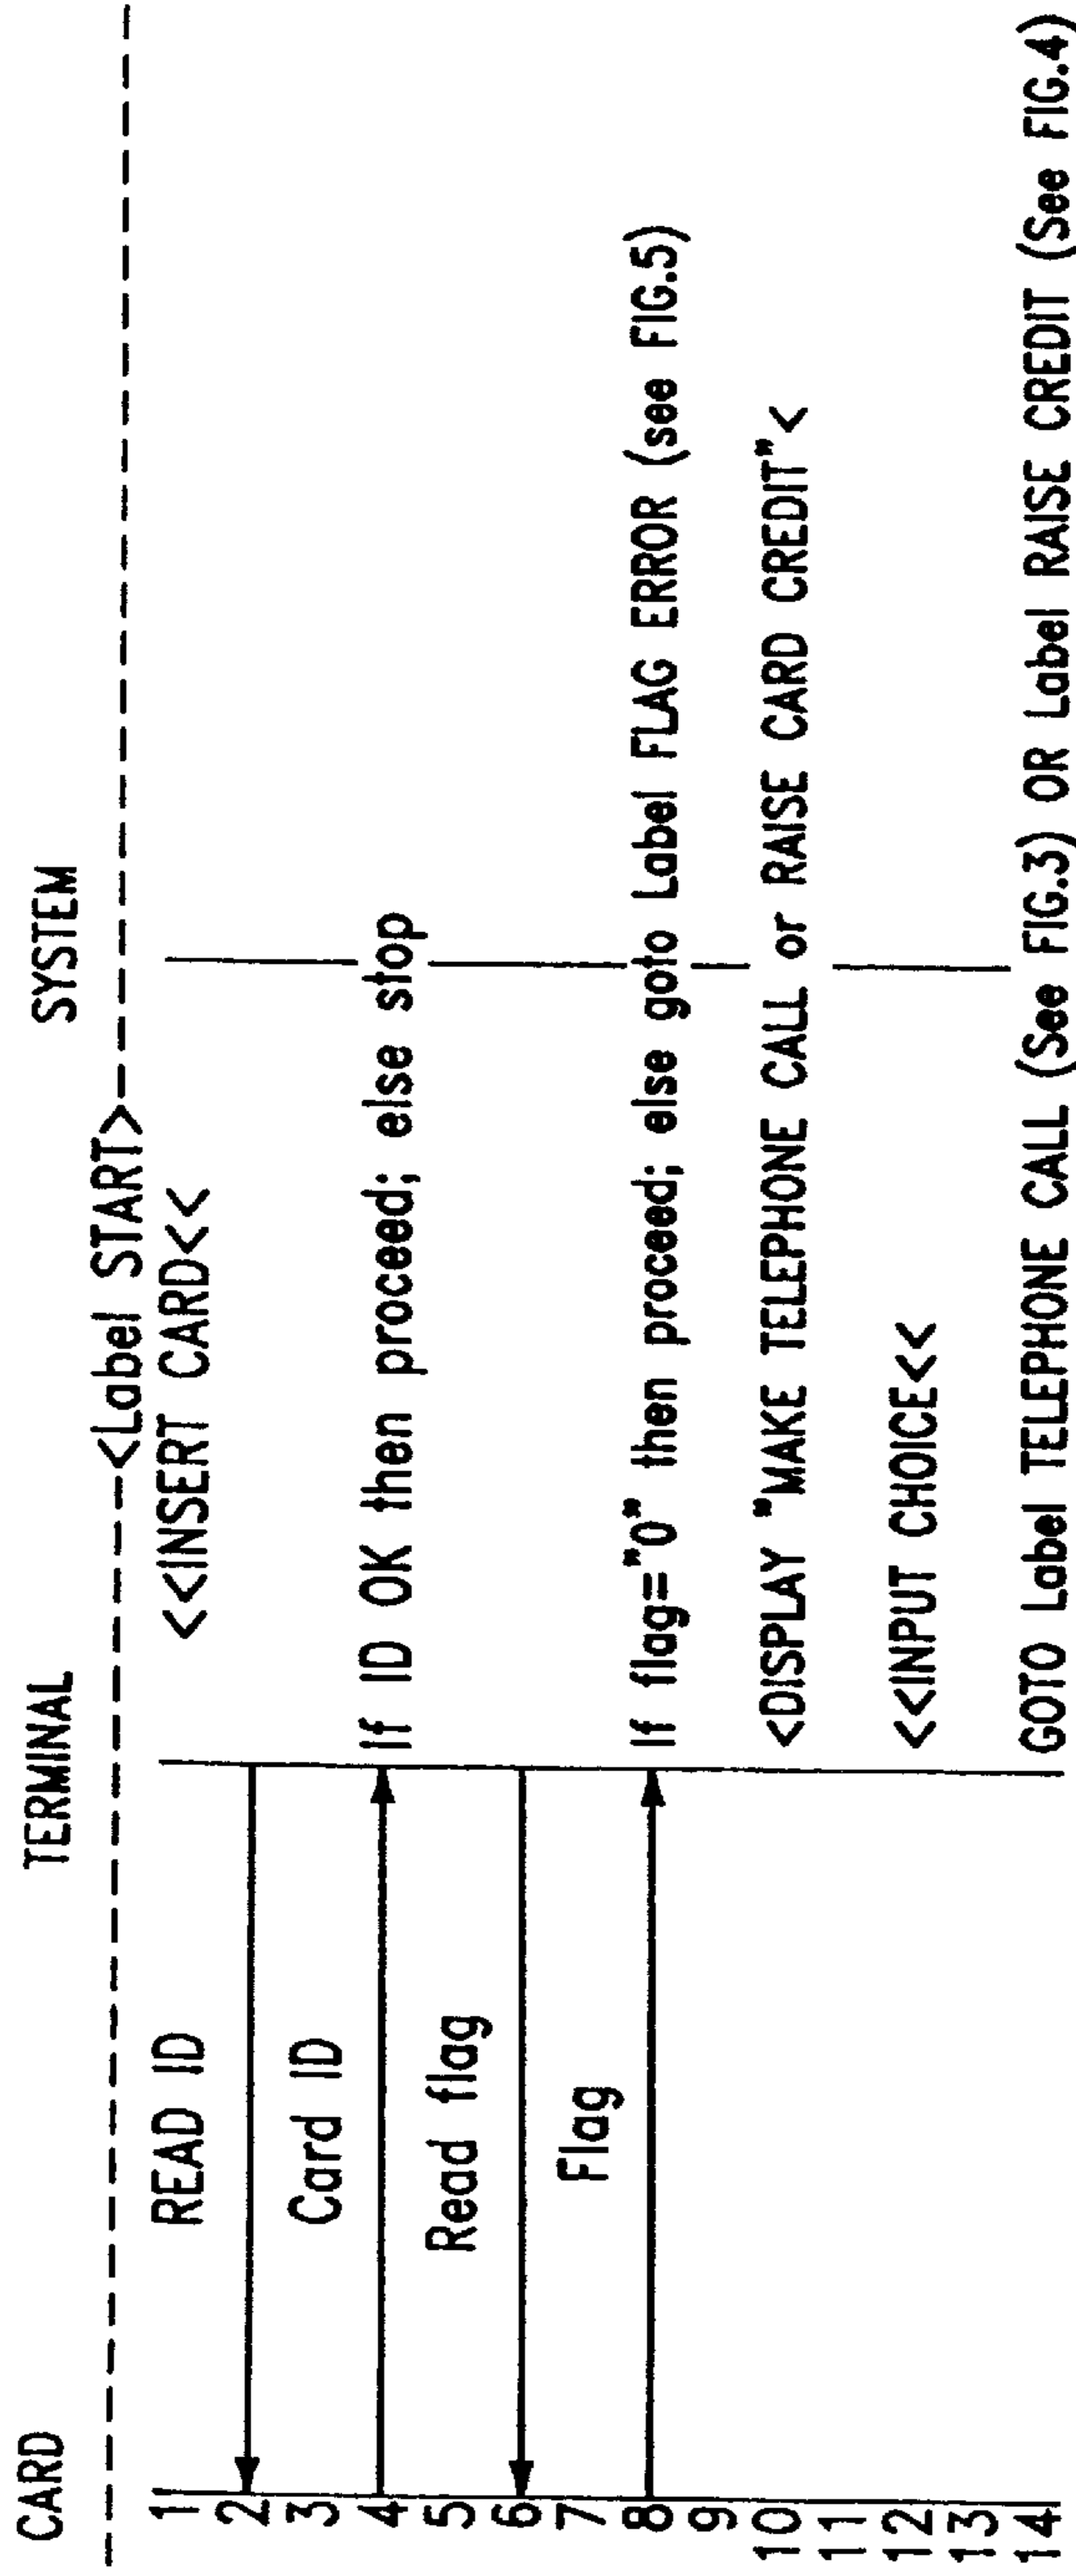 CARD TERMINAL SYSTEM
<Label START>
1 <<INSERT CARD<<
READ ID
2
3 Card ID
4 If ID OK then proceed; else stop
5 Read flag
6
7 Flag
8 If flag="0" then proceed; else goto Label FLAG ERROR (see FIG.5)
9
10 <DISPLAY "MAKE TELEPHONE CALL or RAISE CARD CREDIT"<
11
12 <<INPUT CHOICE<<
13
14 GOTO Label TELEPHONE CALL (See FIG.3) OR Label RAISE CREDIT (See FIG.4)